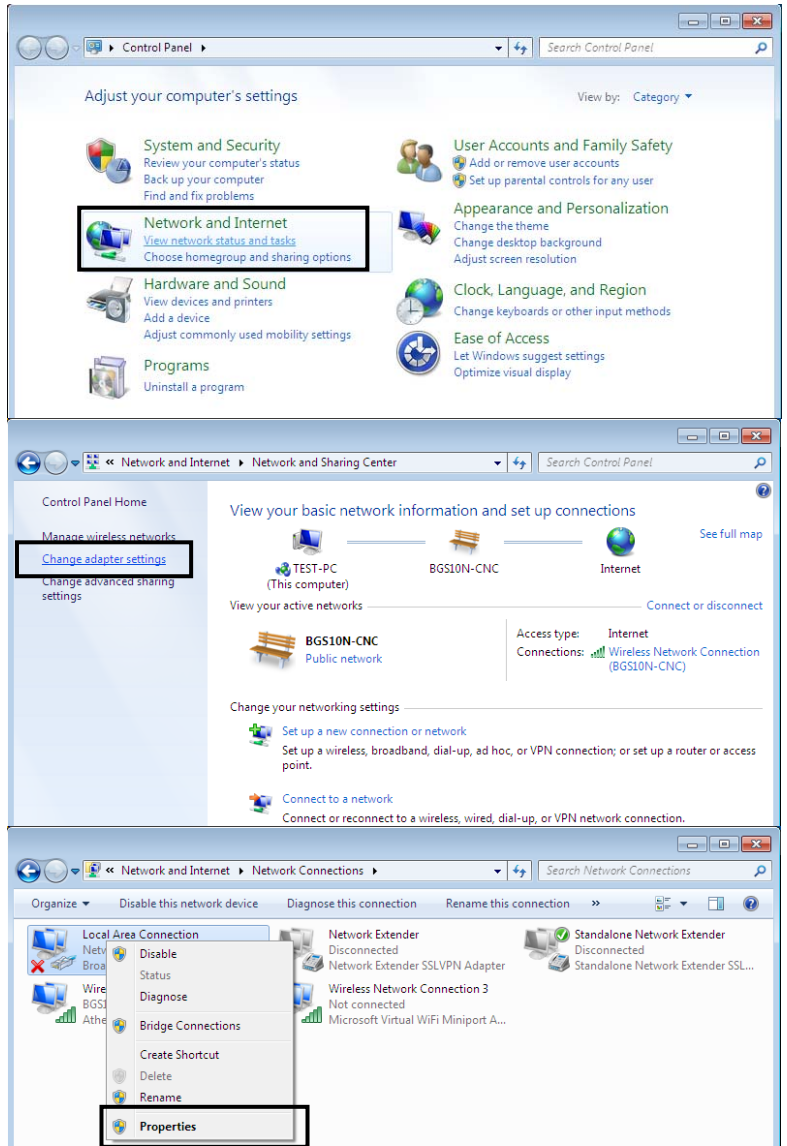 Control Panel
Search Control Panel
Adjust your computer's settings
View by: Category
System and Security
Review your computer's status
Back up your computer
Find and fix problems
Network and Internet
View network status and tasks
Choose homegroup and sharing options
Hardware and Sound
View devices and printers
Add a device
Adjust commonly used mobility settings
Programs
Uninstall a program
User Accounts and Family Safety
Add or remove user accounts
Set up parental controls for any user
Appearance and Personalization
Change the theme
Change desktop background
Adjust screen resolution
Clock, Language, and Region
Change keyboards or other input methods
Ease of Access
Let Windows suggest settings
Optimize visual display
« Network and Internet Network and Sharing Center
Search Control Panel
Control Panel Home
Manage wireless networks
Change adapter settings
Change advanced sharing
settings
View your basic network information and set up connections
See full map
TEST-PC
(This computer)
BGS10N-CNC
Internet
View your active networks
Connect or disconnect
BGS10N-CNC
Public network
Access type: Internet
Connections: Wireless Network Connection
(BGS10N-CNC)
Change your networking settings
Set up a new connection or network
Set up a wireless, broadband, dial-up, ad hoc, or VPN connection; or set up a router or access
point.
Connect to a network
Connect or reconnect to a wireless, wired, dial-up, or VPN network connection.
« Network and Internet Network Connections
Search Network Connections
Organize Disable this network device Diagnose this connection Rename this connection »
Local Area Connection
Netw
Broa
Wire
BGS1
Athe
Disable
Status
Diagnose
Bridge Connections
Create Shortcut
Delete
Rename
Properties
Network Extender
Disconnected
Network Extender SSLVPN Adapter
Wireless Network Connection 3
Not connected
Microsoft Virtual WiFi Miniport A...
Standalone Network Extender
Disconnected
Standalone Network Extender SSL...